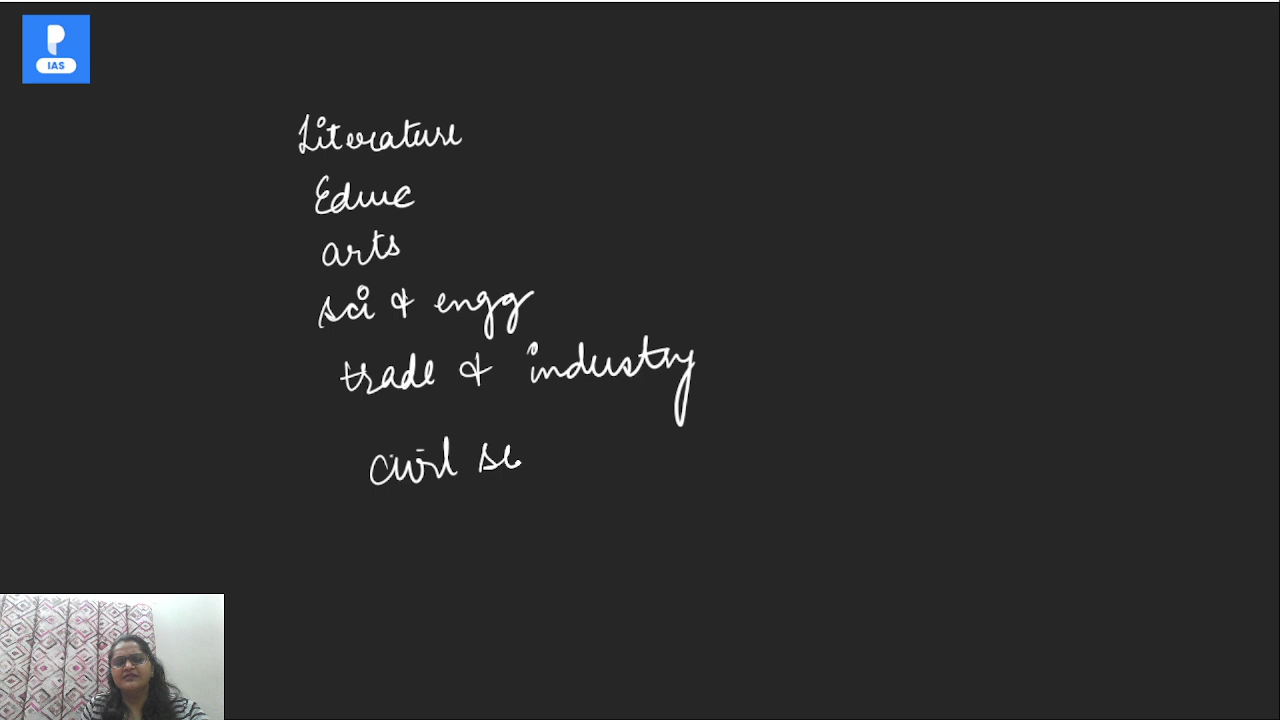 P
IAS
Literature
Educ
arts
sci & engg
trade & industry
civil se